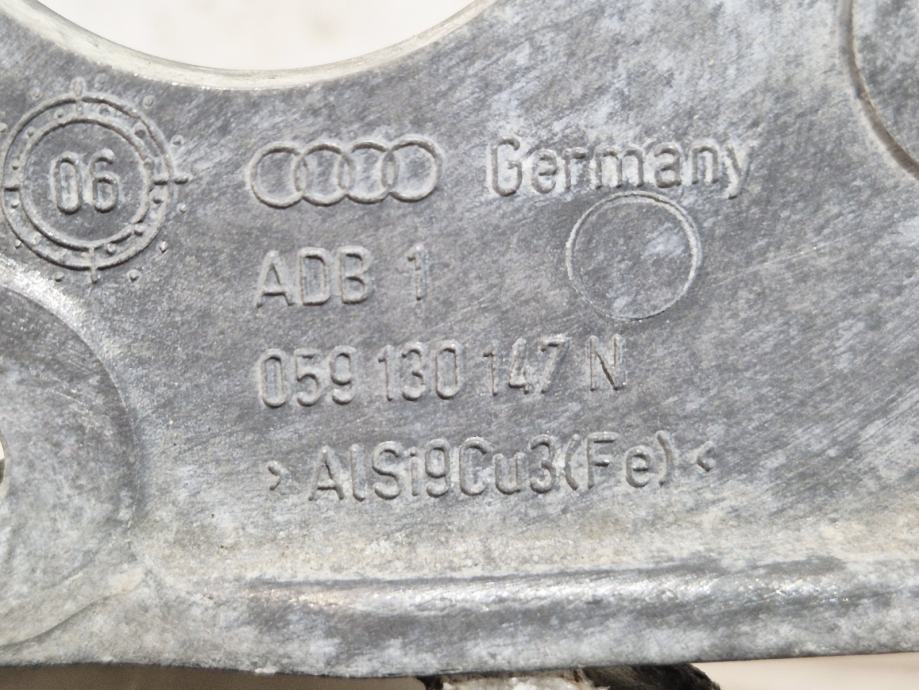 06
Germany
ADB 1
059 130 147 N
>AlSi9Cu3(Fe)<